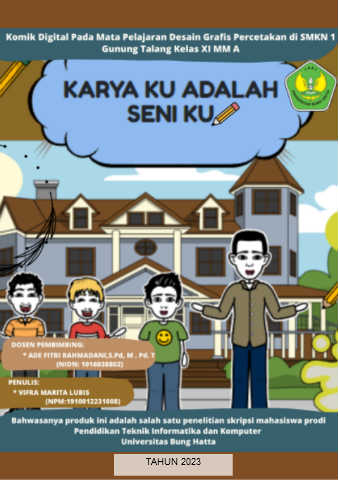 Komik Digital Pada Mata Pelajaran Desain Grafis Percetakan di SMKN 1
Gunung Talang Kelas XI MM A
KARYA KU ADALAH
SENI KU
DOSEN PEMBIMBING:
* ADE FITRI RAHMADANI,S.Pd, M . Pd, T
(NIDN: 1016038802)
PENULIS:
* VIFRA MARITA LUBIS
(NPM:1910012231008)
Bahwasanya produk ini adalah salah satu penelitian skripsi mahasiswa prodi
Pendidikan Teknik Informatika dan Komputer
Universitas Bung Hatta
TAHUN 2023